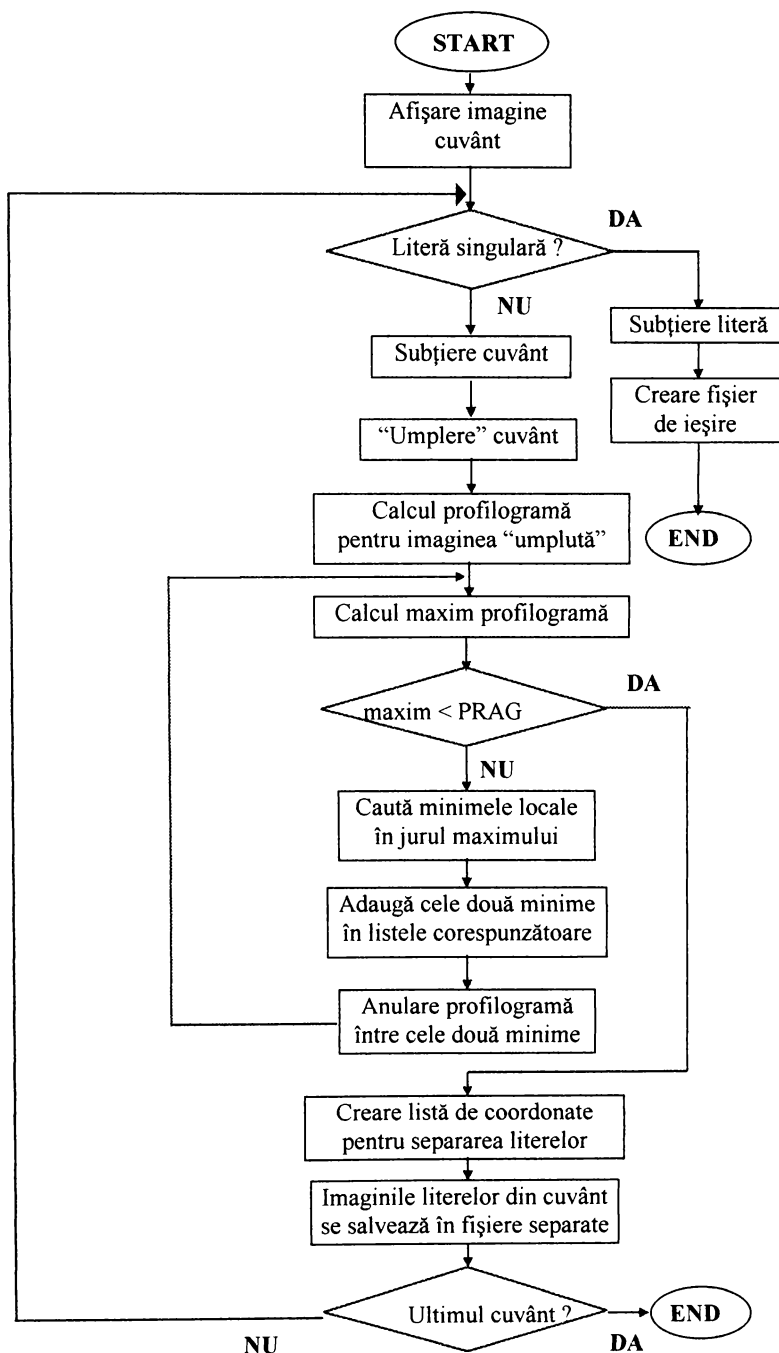 START
Afişare imagine
cuvânt
DA
Literă singulară ?
NU
Subţiere literă
Subţiere cuvânt
Creare fişier
de ieşire
“Umplere” cuvânt
Calcul profilogramă
pentru imaginea “umplută”
END
Calcul maxim profilogramă
DA
maxim < PRAG
NU
Caută minimele locale
în jurul maximului
Adaugă cele două minime
în listele corespunzătoare
Anulare profilogramă
între cele două minime
Creare listă de coordonate
pentru separarea literelor
Imaginile literelor din cuvânt
se salvează în fişiere separate
Ultimul cuvânt ?
END
NU
DA